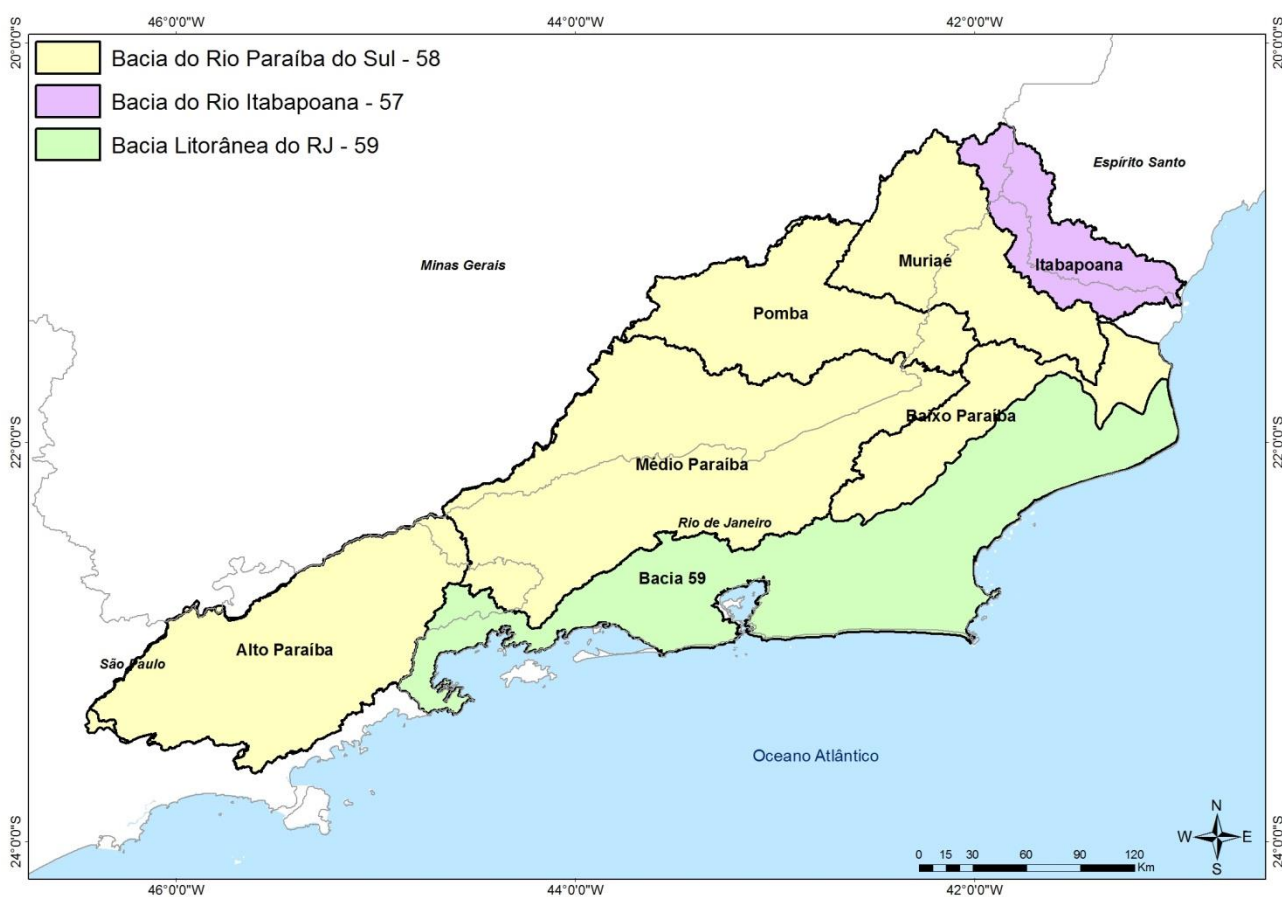 46°0'0"W
44°0'0"W
42°0'0"W
20°0'0"S
20°0'0"S
Bacia do Rio Paraíba do Sul - 58
Bacia do Rio Itabapoana - 57
Bacia Litorânea do RJ - 59
Espírito Santo
Minas Gerais
Muriaé
Itabapoana
Pomba
Baixo Paraíba
22°0'0"S
22°0'0"S
Médio Paraíba
Rio de Janeiro
Bacia 59
Alto Paraíba
São Paulo
Oceano Atlântico
N
W
E
S
24°0'0"S
24°0'0"S
0 15 30 60 90 120
Km
46°0'0"W
44°0'0"W
42°0'0"W